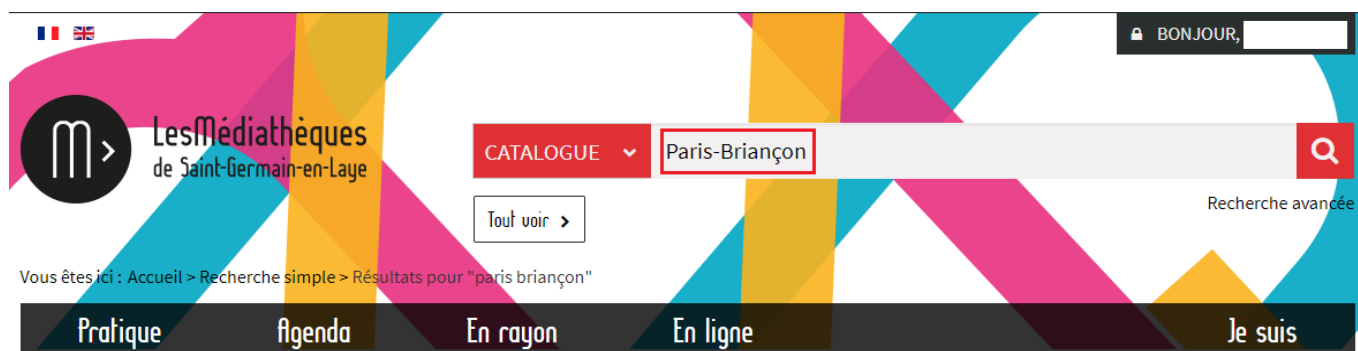 BONJOUR,
LesMédiathèques
de Saint-Germain-en-Laye
CATALOGUE Paris-Briançon
Tout voir >
Recherche avancée
Vous êtes ici : Accueil > Recherche simple > Résultats pour "paris briançon"
Pratique Agenda En rayon En ligne Je suis